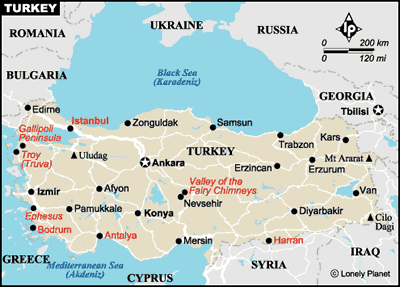 TURKEY
UKRAINE
RUSSIA
ROMANIA
0 200 km
0 120 mi
BULGARIA
Black Sea
(Karadeniz)
GEORGIA
Tbilisi
Edirne
Istanbul
Zonguldak
Samsun
Gallipoli
Peninsula
Trabzon
Kars
Troy
(Truva)
Uludag
Ankara
TURKEY
Erzincan
Erzurum
Mt Ararat
Valley of the
Fairy Chimneys
Izmir
Afyon
Nevsehir
Van
Ephesus
Pamukkale
Konya
Diyarbakir
Cilo
Dagi
Bodrum
Antalya
Mersin
Harran
GREECE
Mediterranean Sea
(Akdeniz)
CYPRUS
SYRIA
IRAQ
© Lonely Planet